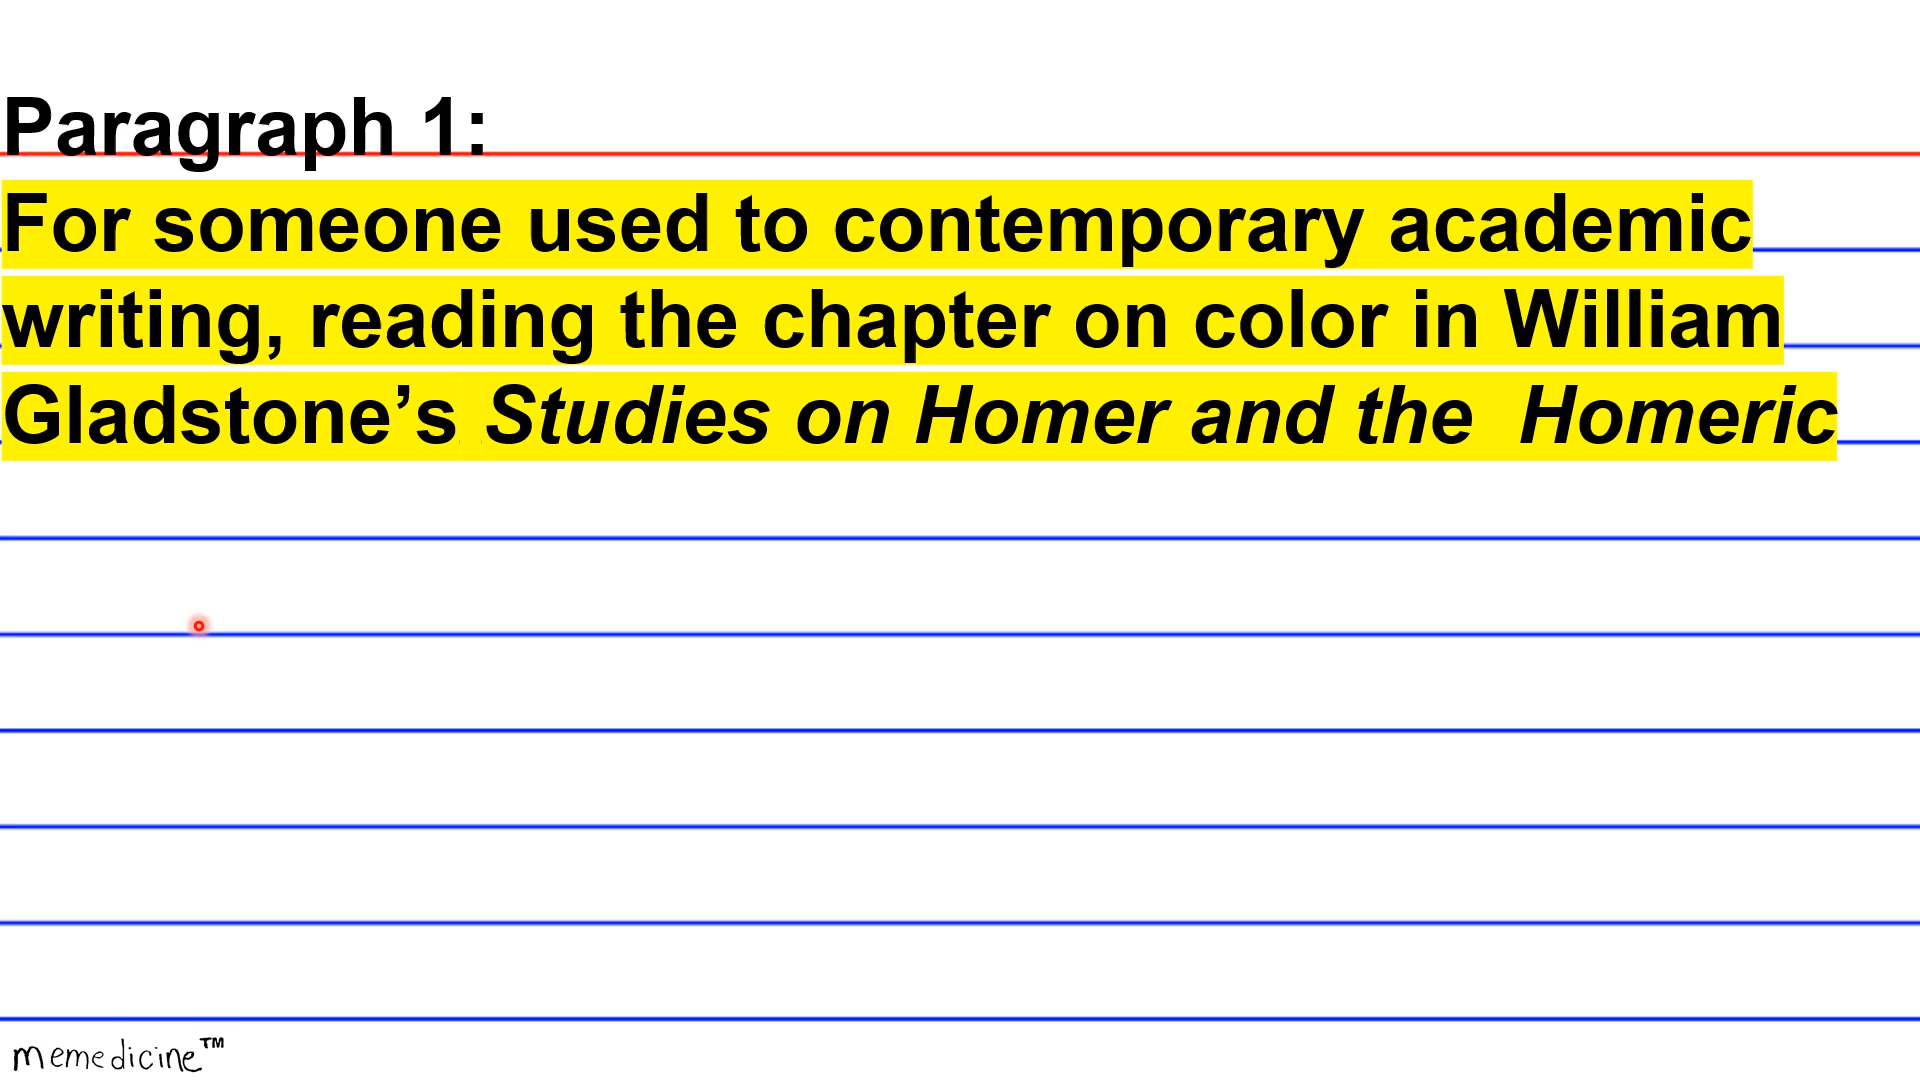 Paragraph 1:
For someone used to contemporary academic
writing, reading the chapter on color in William
Gladstone’s Studies on Homer and the  Homeric
memedicine™